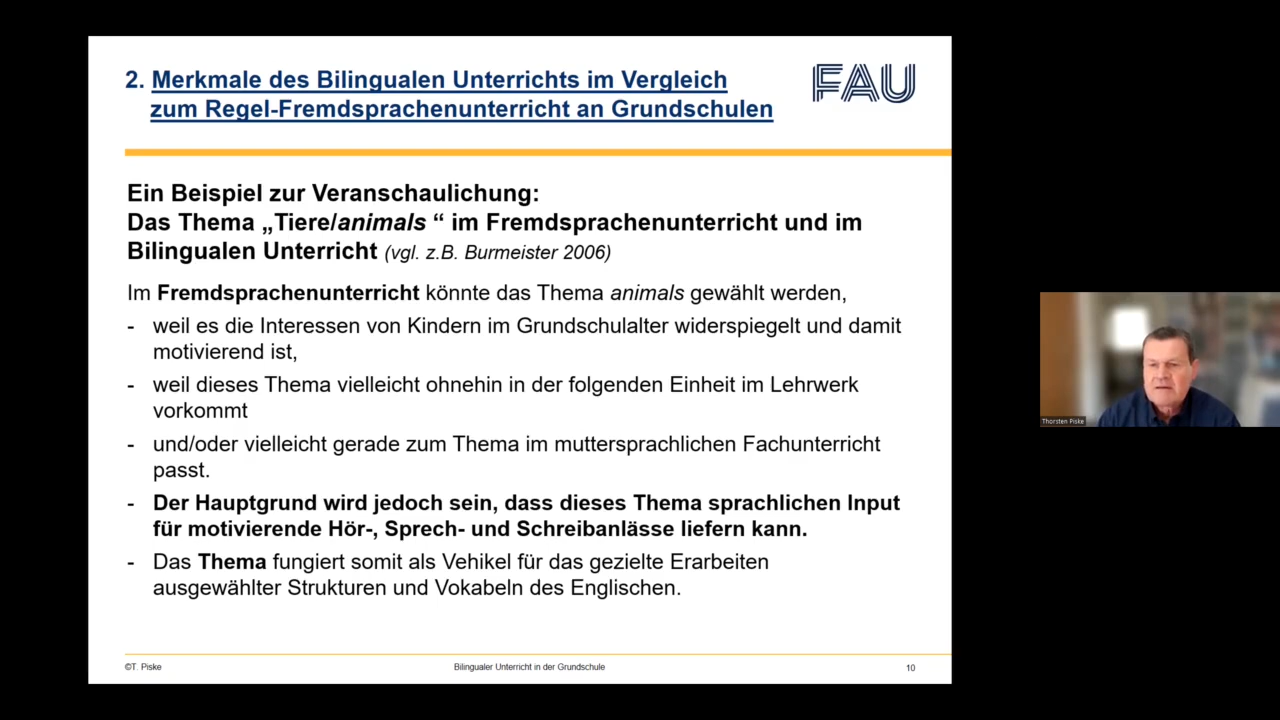 2. Merkmale des Bilingualen Unterrichts im Vergleich
zum Regel-Fremdsprachenunterricht an Grundschulen
FAU
Ein Beispiel zur Veranschaulichung:
Das Thema „Tiere/animals “ im Fremdsprachenunterricht und im
Bilingualen Unterricht (vgl. z.B. Burmeister 2006)
Im Fremdsprachenunterricht könnte das Thema animals gewählt werden,
- weil es die Interessen von Kindern im Grundschulalter widerspiegelt und damit
motivierend ist,
- weil dieses Thema vielleicht ohnehin in der folgenden Einheit im Lehrwerk
vorkommt
- und/oder vielleicht gerade zum Thema im muttersprachlichen Fachunterricht
passt.
- Der Hauptgrund wird jedoch sein, dass dieses Thema sprachlichen Input
für motivierende Hör-, Sprech- und Schreibanlässe liefern kann.
- Das Thema fungiert somit als Vehikel für das gezielte Erarbeiten
ausgewählter Strukturen und Vokabeln des Englischen.
©T. Piske
Bilingualer Unterricht in der Grundschule
10
Thorsten Piske